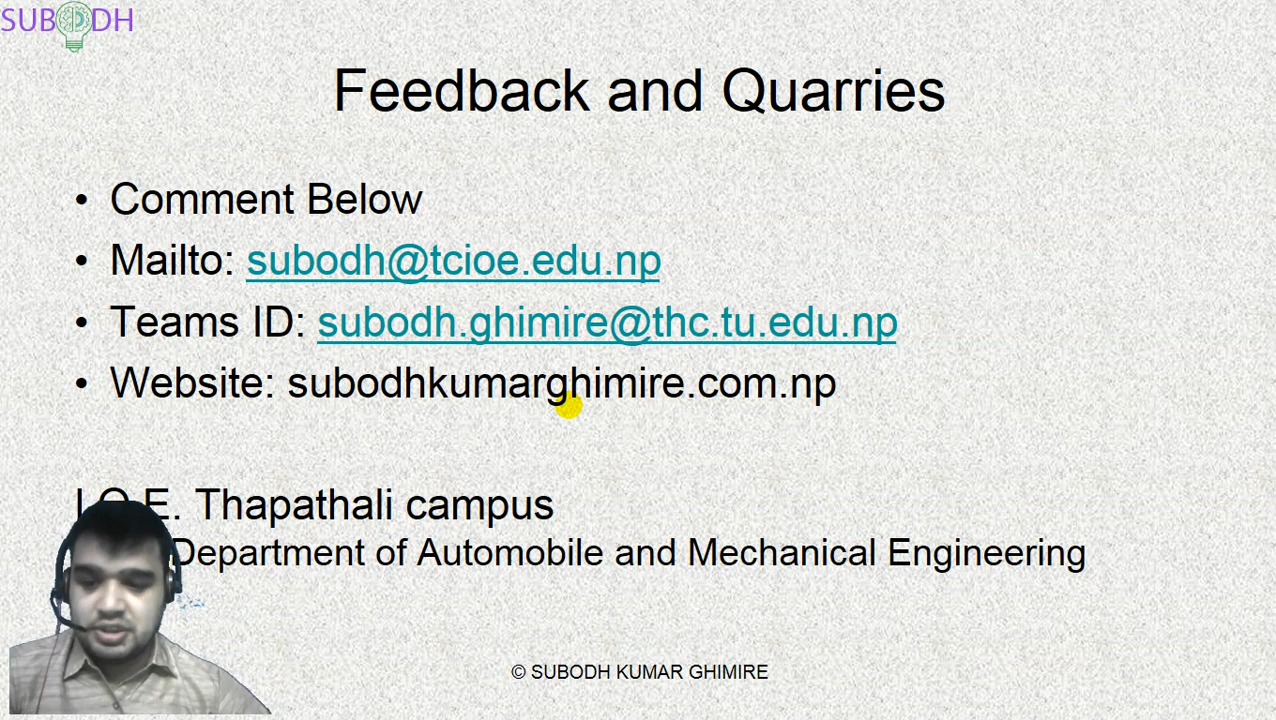 SUBODH
Feedback and Quarries
• Comment Below
• Mailto: subodh@tcioe.edu.np
• Teams ID: subodh.ghimire@thc.tu.edu.np
• Website: subodhkumarghimire.com.np
I.O.E. Thapathali campus
Department of Automobile and Mechanical Engineering
© SUBODH KUMAR GHIMIRE